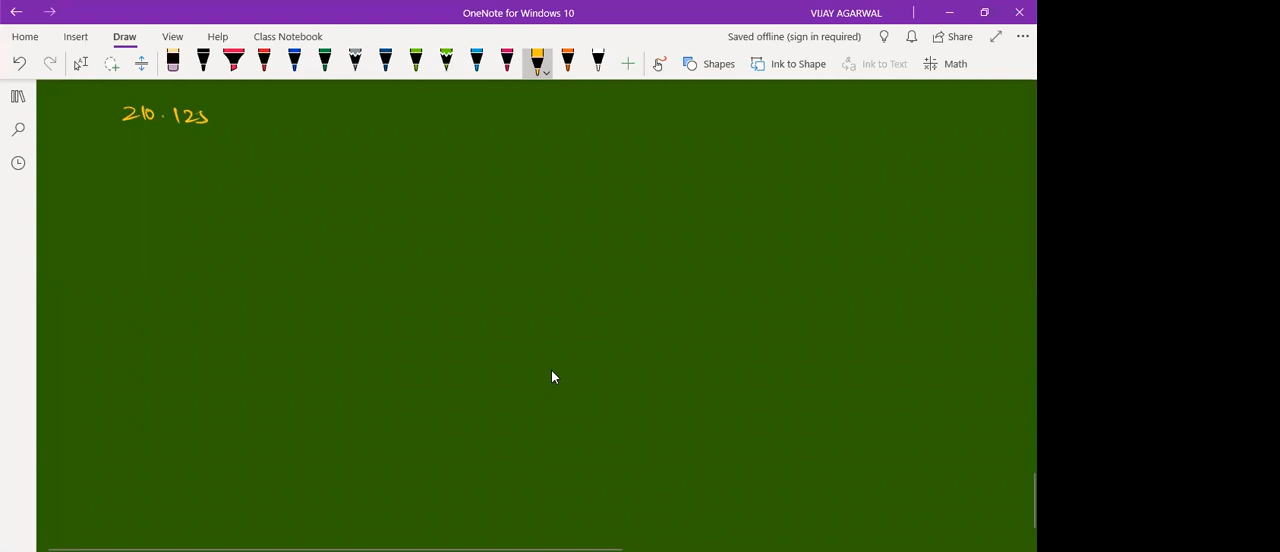 OneNote for Windows 10
VIJAY AGARWAL
Home Insert Draw View Help Class Notebook
Saved offline (sign in required)
Share
Shapes
Ink to Shape
Ink to Text
Math
210.125